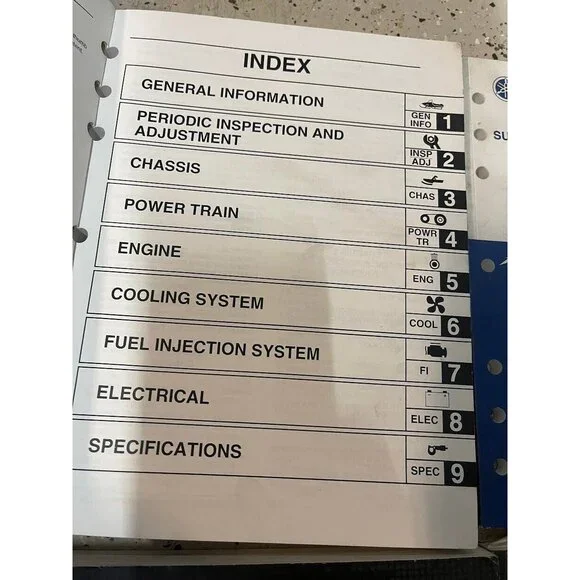 INDEX
GENERAL INFORMATION
GEN
INFO 1
PERIODIC INSPECTION AND
ADJUSTMENT
INSP
ADJ 2
CHASSIS
CHAS 3
POWER TRAIN
POWR
TR 4
ENGINE
ENG 5
COOLING SYSTEM
COOL 6
FUEL INJECTION SYSTEM
FI 7
ELECTRICAL
ELEC 8
SPECIFICATIONS
SPEC 9
SU